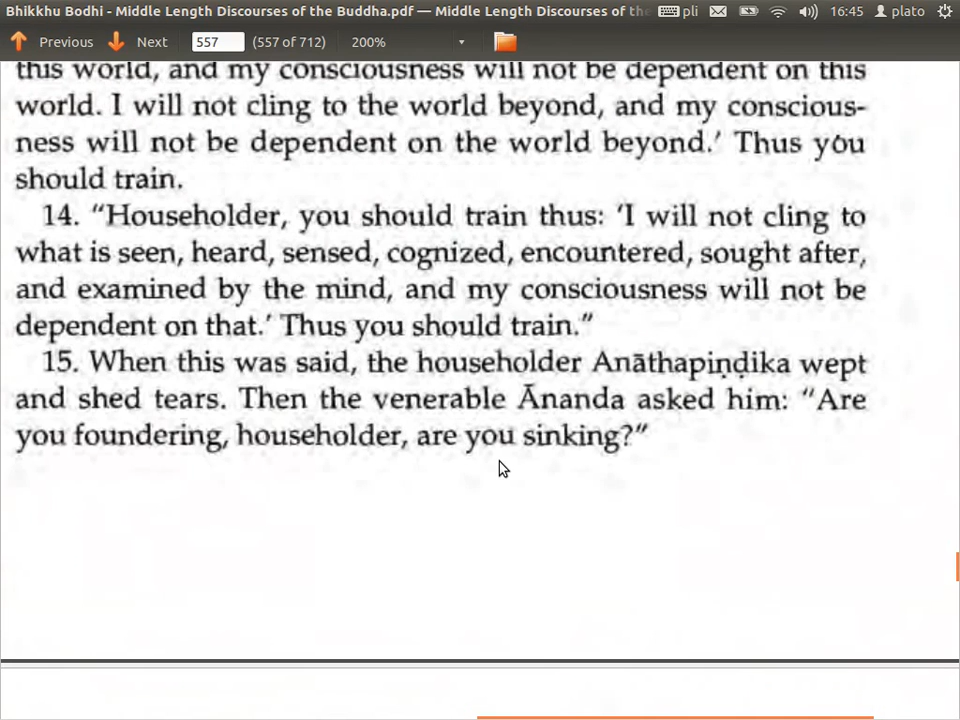 Bhikkhu Bodhi - Middle Length Discourses of the Buddha.pdf — Middle Length Discourses of the pli 16:45 plato
Previous Next 557 (557 of 712) 200%
this world, and my consciousness will not be dependent on this
world. I will not cling to the world beyond, and my conscious-
ness will not be dependent on the world beyond.’ Thus you
should train.
14. “Householder, you should train thus: ‘I will not cling to
what is seen, heard, sensed, cognized, encountered, sought after,
and examined by the mind, and my consciousness will not be
dependent on that.’ Thus you should train.”
15. When this was said, the householder Anāthapiṇḍika wept
and shed tears. Then the venerable Ānanda asked him: “Are
you foundering, householder, are you sinking?”